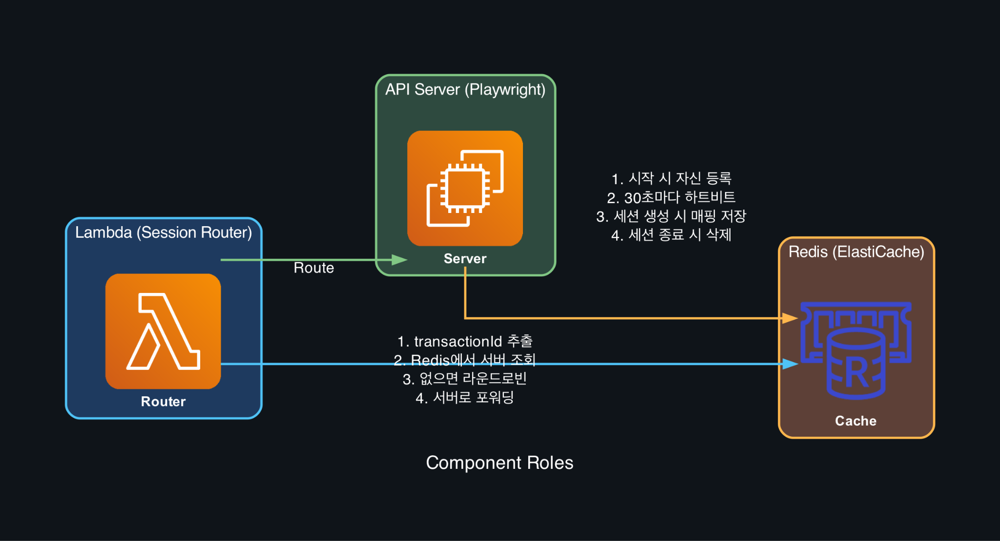 API Server (Playwright)
Server
1. 시작 시 자신 등록
2. 30초마다 하트비트
3. 세션 생성 시 매핑 저장
4. 세션 종료 시 삭제
Lambda (Session Router)
Route
Router
Redis (ElastiCache)
R
Cache
1. transactionId 추출
2. Redis에서 서버 조회
3. 없으면 라운드로빈
4. 서버로 포워딩
Component Roles